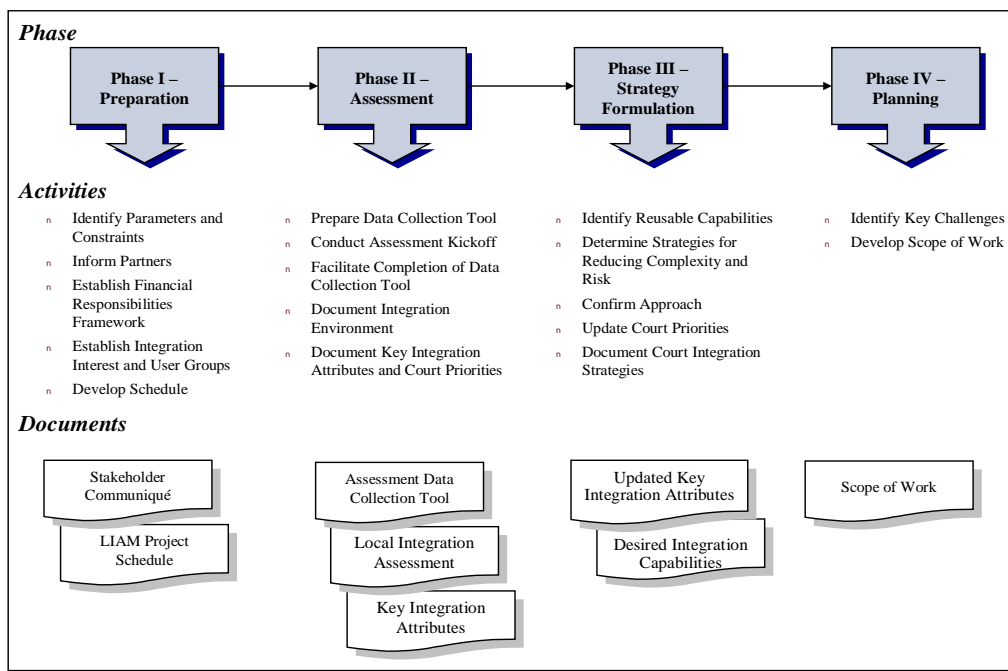 Phase
Phase I –
Preparation
Phase II –
Assessment
Phase III –
Strategy
Formulation
Phase IV –
Planning
Activities
n Identify Parameters and
Constraints
n Inform Partners
n Establish Financial
Responsibilities
Framework
n Establish Integration
Interest and User Groups
n Develop Schedule
n Prepare Data Collection Tool
n Conduct Assessment Kickoff
n Facilitate Completion of Data
Collection Tool
n Document Integration
Environment
n Document Key Integration
Attributes and Court Priorities
n Identify Reusable Capabilities
n Determine Strategies for
Reducing Complexity and
Risk
n Confirm Approach
n Update Court Priorities
n Document Court Integration
Strategies
n Identify Key Challenges
n Develop Scope of Work
Documents
Stakeholder
Communiqué
LIAM Project
Schedule
Assessment Data
Collection Tool
Local Integration
Assessment
Key Integration
Attributes
Updated Key
Integration Attributes
Desired Integration
Capabilities
Scope of Work